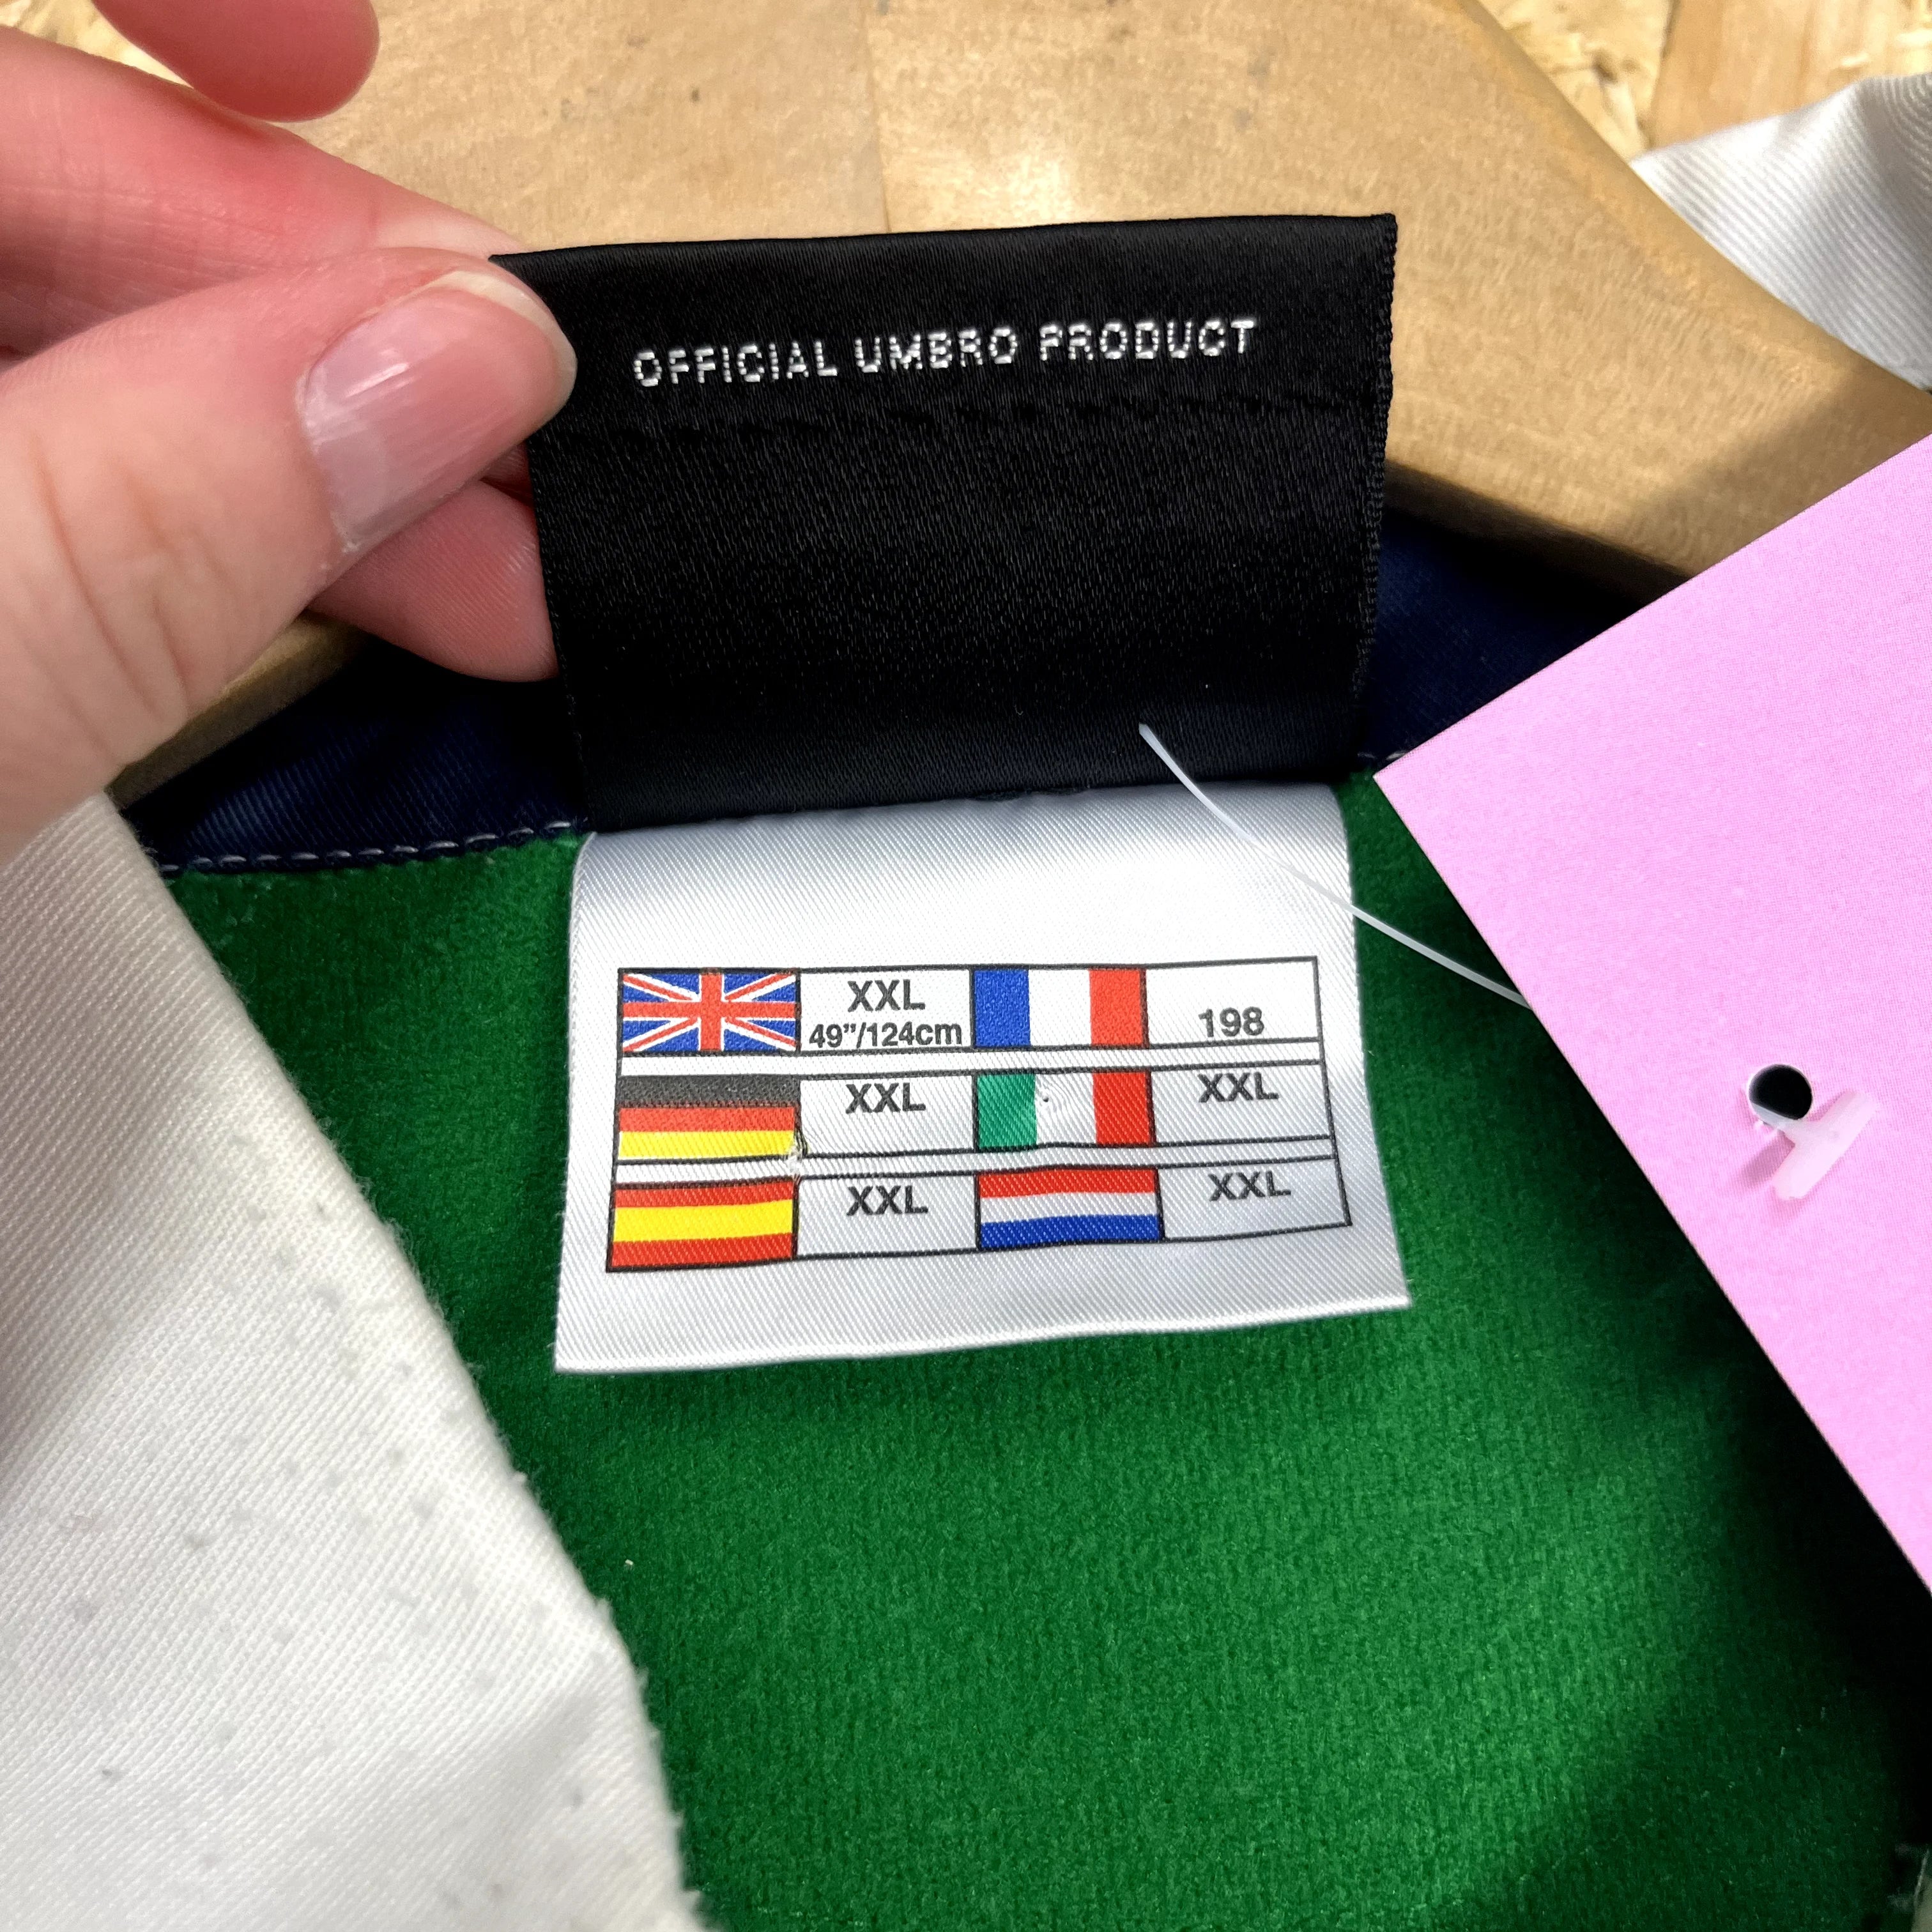 OFFICIAL UMBRO PRODUCT
XXL
49”/124cm
198
XXL
XXL
XXL
XXL